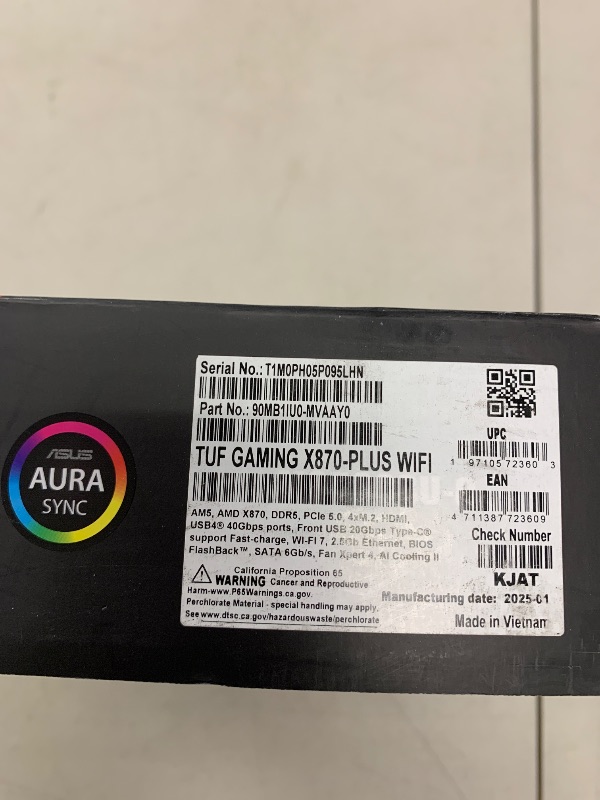 ASUS
AURA
SYNC
Serial No.: T1M0PH05P095LHN
Part No.: 90MB1IU0-MVAAY0
TUF GAMING X870-PLUS WIFI
AM5, AMD X870, DDR5, PCIe 5.0, 4xM.2, HDMI,
USB4® 40Gbps ports, Front USB 20Gbps Type-C®
support Fast-charge, WI-FI 7, 2.5Gb Ethernet, BIOS
FlashBack™, SATA 6Gb/s, Fan Xpert 4, AI Cooling II
California Proposition 65
WARNING Cancer and Reproductive
Harm-www.P65Warnings.ca.gov.
Perchlorate Material - special handling may apply.
See www.dtsc.ca.gov/hazardouswaste/perchlorate
UPC
1 97105 72360 3
EAN
4 711387 723609
Check Number
KJAT
Manufacturing date: 2025-01
Made in Vietnam